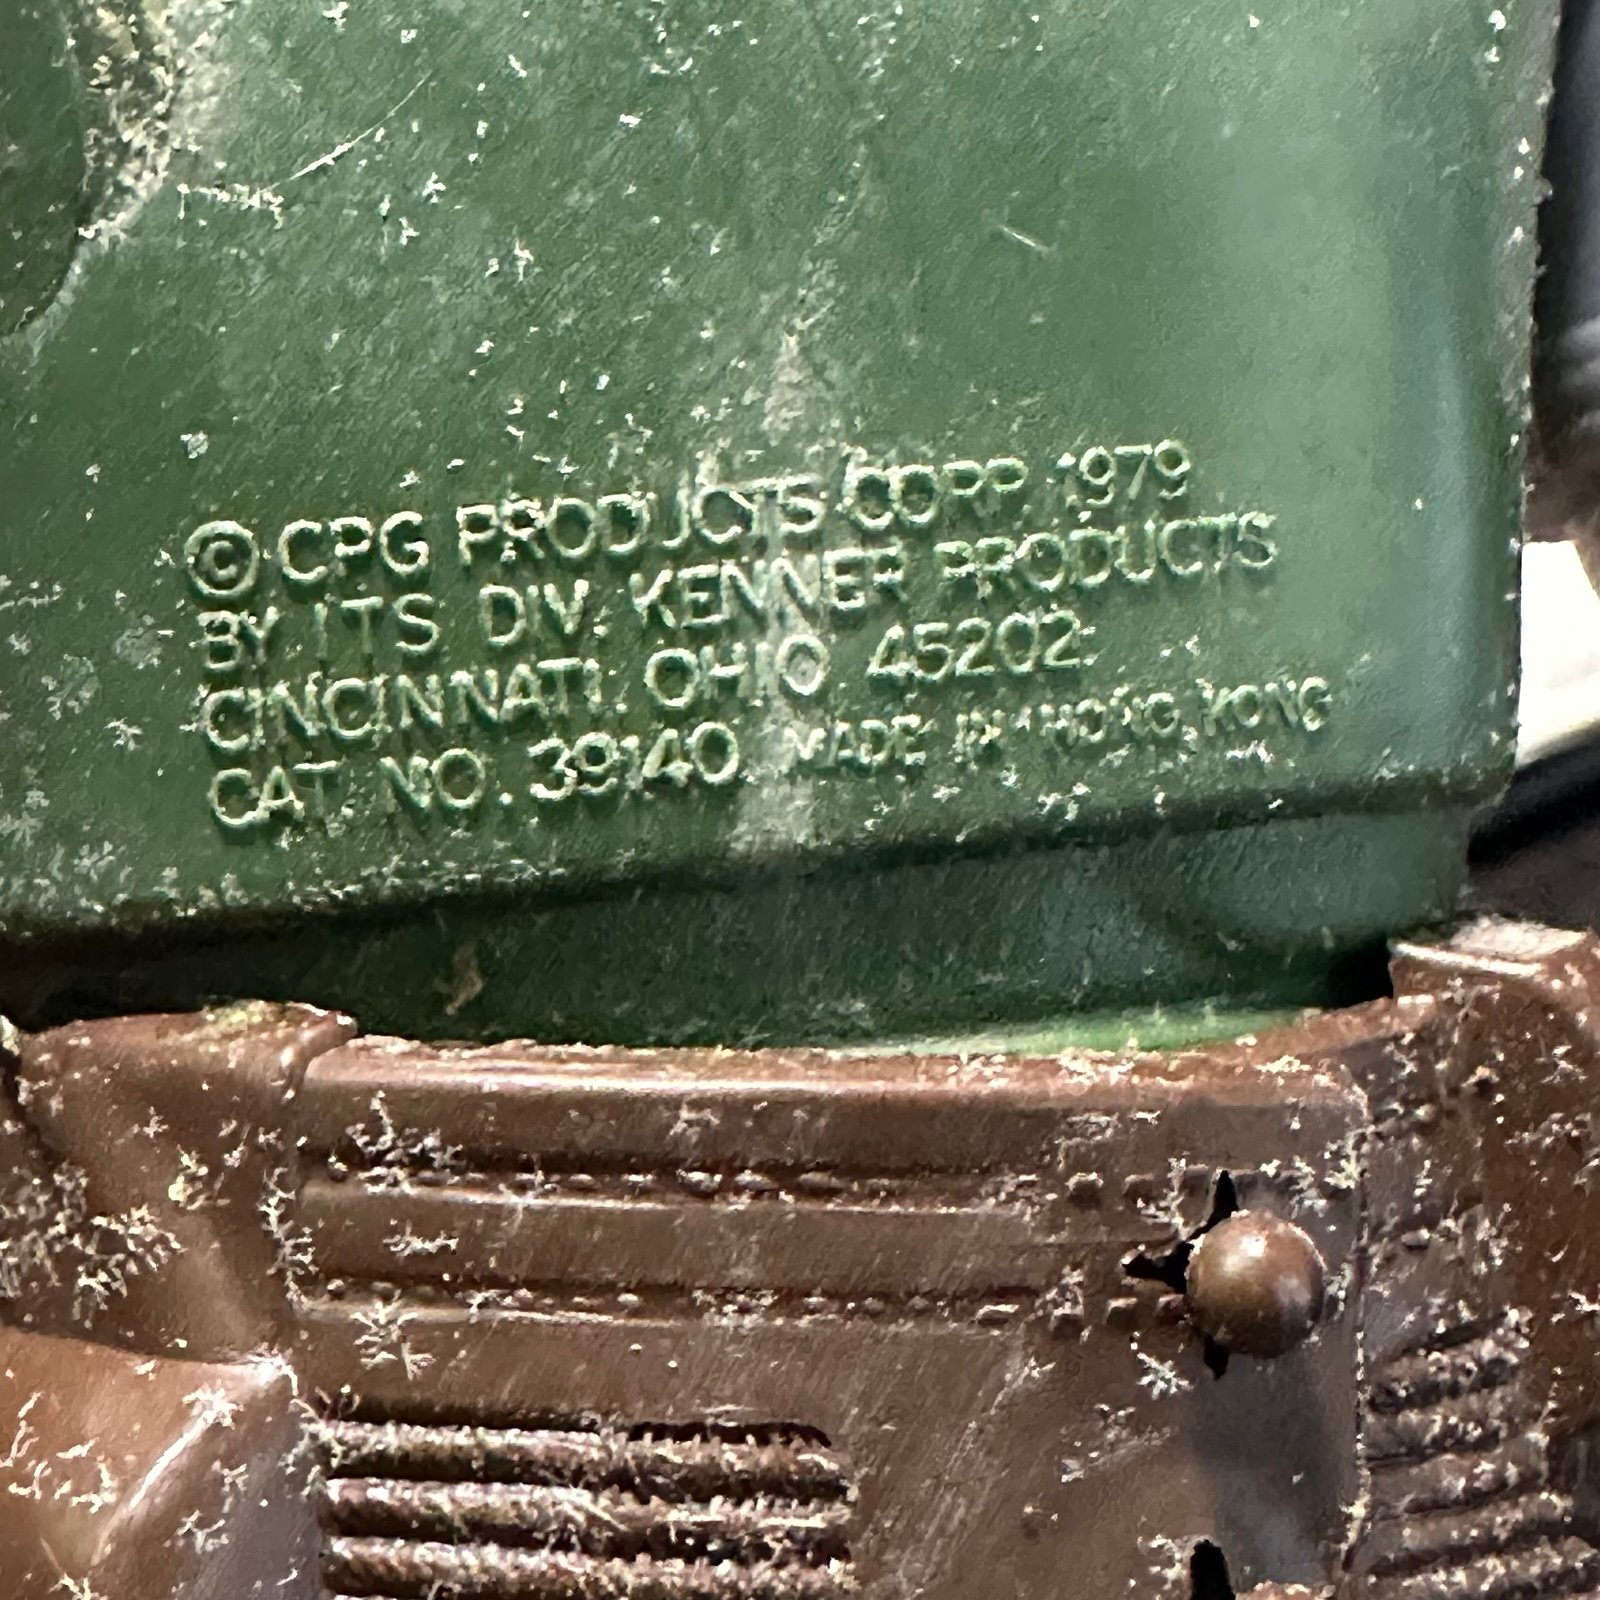 © CPG PRODUCTS CORP. 1979
BY ITS DIV. KENNER PRODUCTS
CINCINNATI. OHIO 45202
CAT. NO. 39140 MADE IN HONG KONG